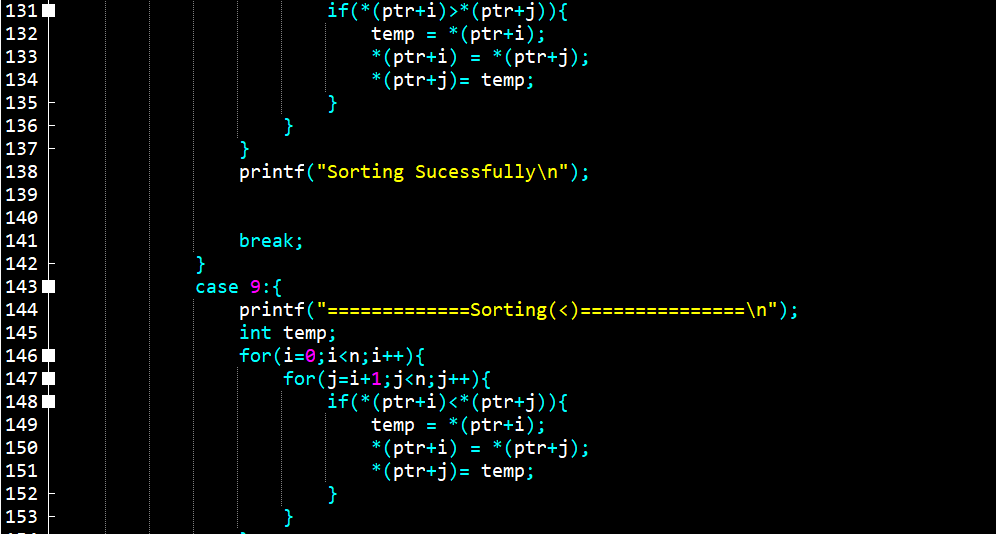 131 if(*(ptr+i)>*(ptr+j)){
132 temp = *(ptr+i);
133 *(ptr+i) = *(ptr+j);
134 *(ptr+j)= temp;
135 }
136 }
137 }
138 printf("Sorting Sucessfully\n");
139
140
141 break;
142 }
143 case 9:{
144 printf("=============Sorting(<)===============\n");
145 int temp;
146 for(i=0;i<n;i++){
147 for(j=i+1;j<n;j++){
148 if(*(ptr+i)<*(ptr+j)){
149 temp = *(ptr+i);
150 *(ptr+i) = *(ptr+j);
151 *(ptr+j)= temp;
152 }
153 }